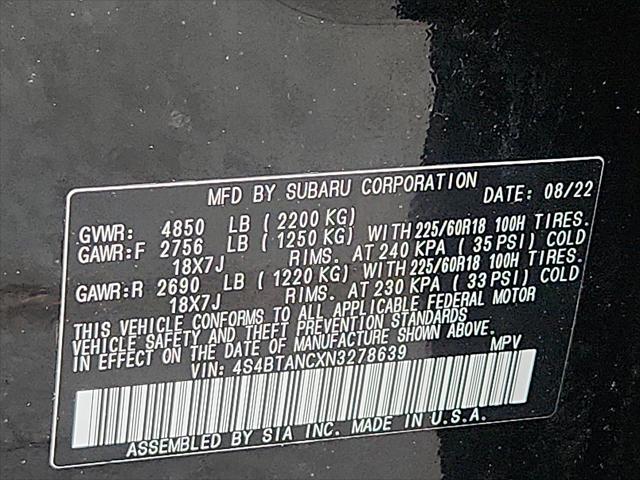 MFD BY SUBARU CORPORATION DATE: 08/22
GVWR: 4850 LB ( 2200 KG)
GAWR:F 2756 LB ( 1250 KG) WITH 225/60R18 100H TIRES.
18X7J RIMS. AT 240 KPA ( 35 PSI) COLD
GAWR:R 2690 LB ( 1220 KG) WITH 225/60R18 100H TIRES.
18X7J RIMS. AT 230 KPA ( 33 PSI) COLD
THIS VEHICLE CONFORMS TO ALL APPLICABLE FEDERAL MOTOR
VEHICLE SAFETY AND THEFT PREVENTION STANDARDS
IN EFFECT ON THE DATE OF MANUFACTURE SHOWN ABOVE.
VIN: 4S4BTANCXN3278639 MPV
ASSEMBLED BY SIA INC. MADE IN U.S.A.